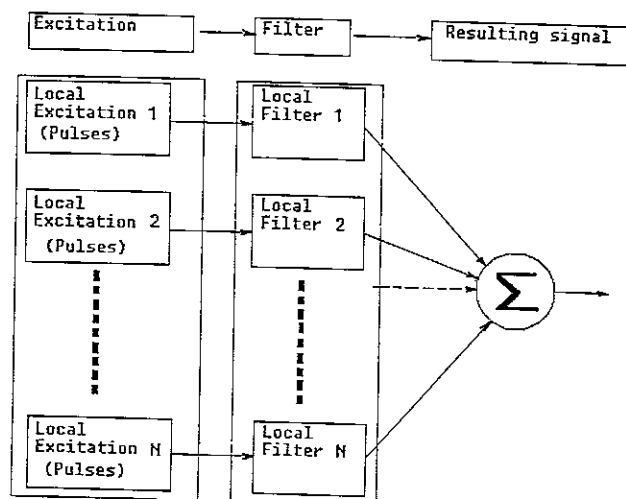 Excitation
Filter
Resulting signal
Local
Excitation 1
(Pulses)
Local
Filter 1
Local
Excitation 2
(Pulses)
Local
Filter 2
Σ
Local
Excitation N
(Pulses)
Local
Filter N